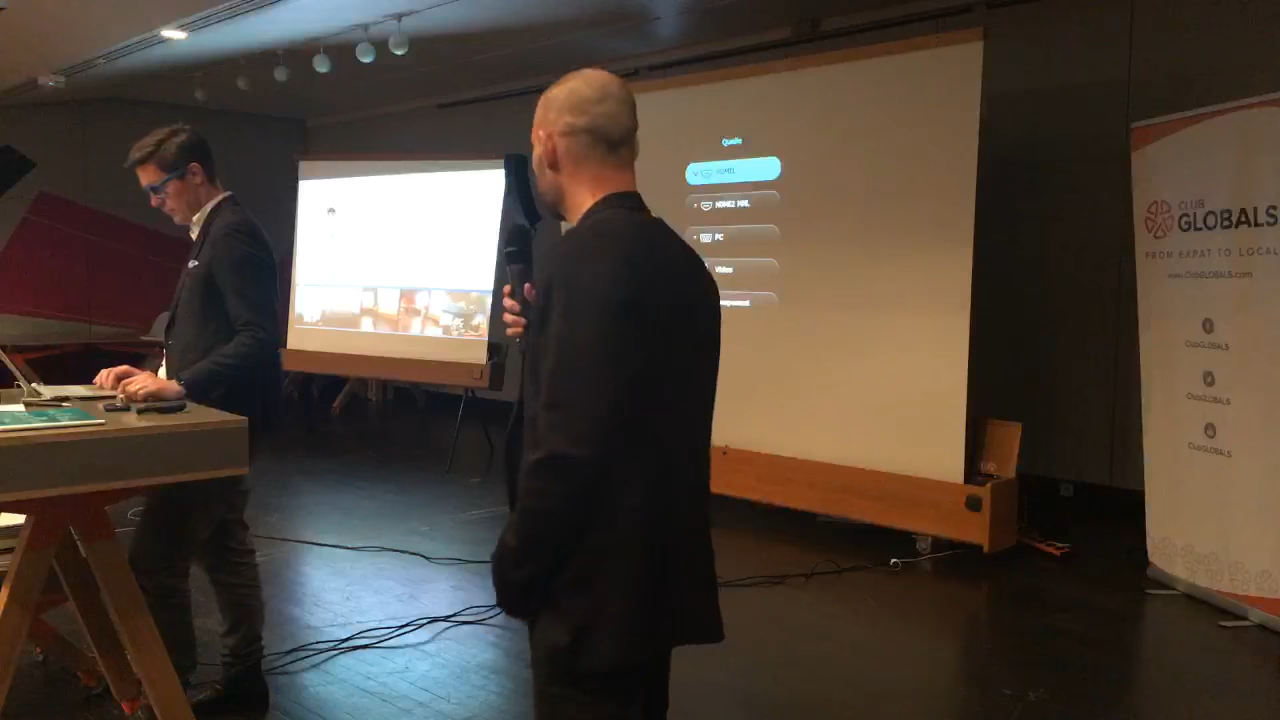 Quelle
HDMI1
HDMI2 MHL
PC
Video
CLUB
GLOBALS
FROM EXPAT TO LOCAL
www.ClubGLOBALS.com
ClubGLOBALS
ClubGLOBALS
ClubGLOBALS